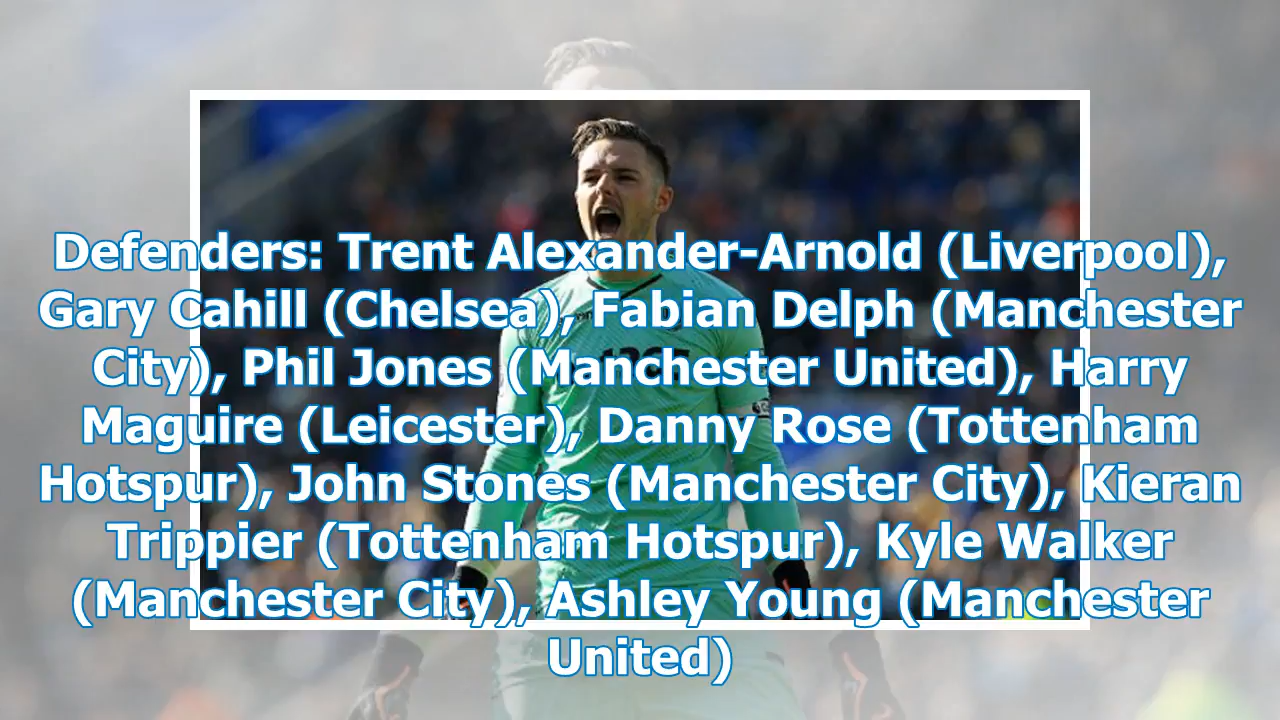 Defenders: Trent Alexander-Arnold (Liverpool),
Gary Cahill (Chelsea), Fabian Delph (Manchester
City), Phil Jones (Manchester United), Harry
Maguire (Leicester), Danny Rose (Tottenham
Hotspur), John Stones (Manchester City), Kieran
Trippier (Tottenham Hotspur), Kyle Walker
(Manchester City), Ashley Young (Manchester
United)